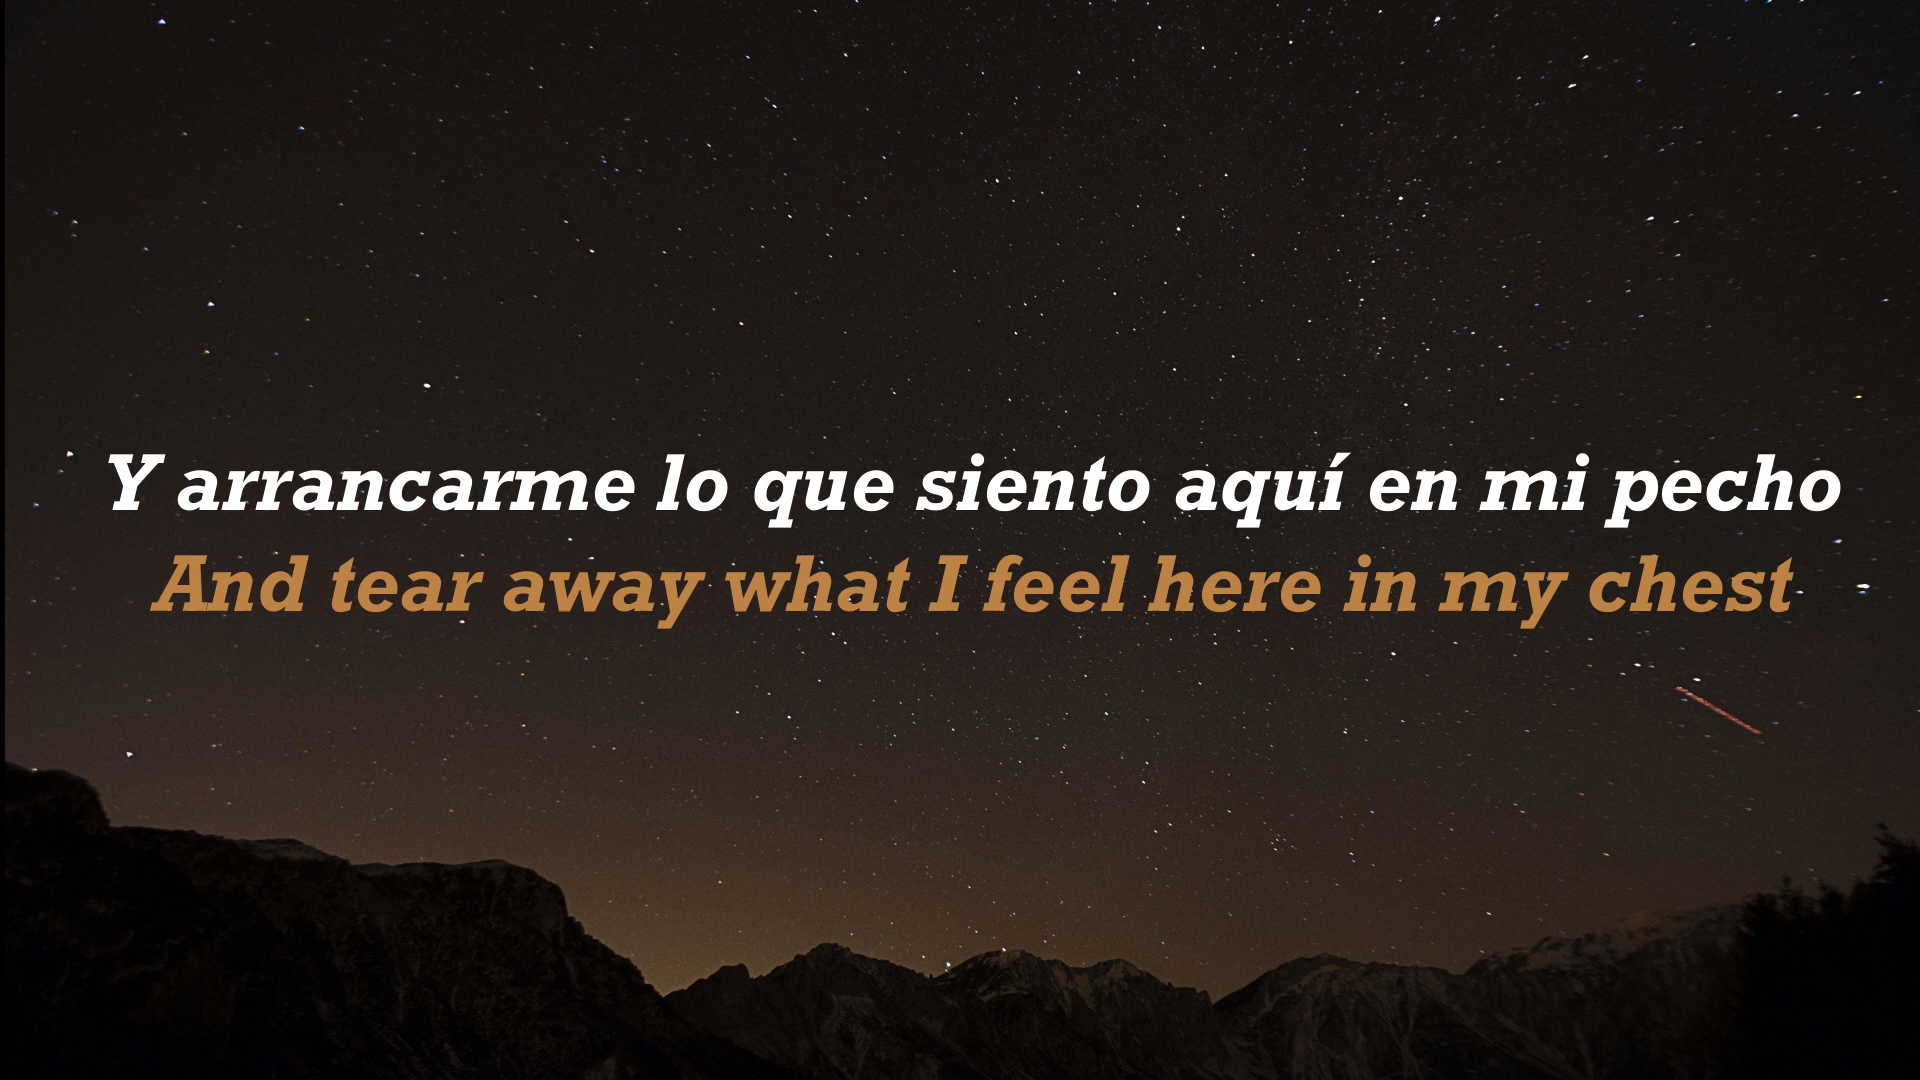 Y arrancarme lo que siento aquí en mi pecho
And tear away what I feel here in my chest